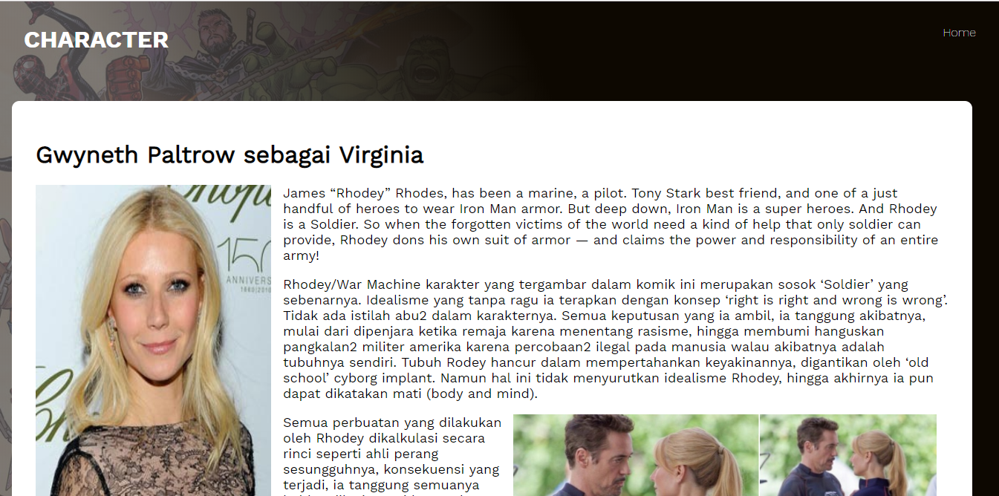 CHARACTER
Home
Gwyneth Paltrow sebagai Virginia
150
ANNIVERS
1860|2010
James “Rhodey” Rhodes, has been a marine, a pilot. Tony Stark best friend, and one of a just
handful of heroes to wear Iron Man armor. But deep down, Iron Man is a super heroes. And Rhodey
is a Soldier. So when the forgotten victims of the world need a kind of help that only soldier can
provide, Rhodey dons his own suit of armor — and claims the power and responsibility of an entire
army!
Rhodey/War Machine karakter yang tergambar dalam komik ini merupakan sosok ‘Soldier’ yang
sebenarnya. Idealisme yang tanpa ragu ia terapkan dengan konsep ‘right is right and wrong is wrong’.
Tidak ada istilah abu2 dalam karakternya. Semua keputusan yang ia ambil, ia tanggung akibatnya,
mulai dari dipenjara ketika remaja karena menentang rasisme, hingga membumi hanguskan
pangkalan2 militer amerika karena percobaan2 ilegal pada manusia walau akibatnya adalah
tubuhnya sendiri. Tubuh Rodey hancur dalam mempertahankan keyakinannya, digantikan oleh ‘old
school’ cyborg implant. Namun hal ini tidak menyurutkan idealisme Rhodey, hingga akhirnya ia pun
dapat dikatakan mati (body and mind).
Semua perbuatan yang dilakukan
oleh Rhodey dikalkulasi secara
rinci seperti ahli perang
sesungguhnya, konsekuensi yang
terjadi, ia tanggung semuanya